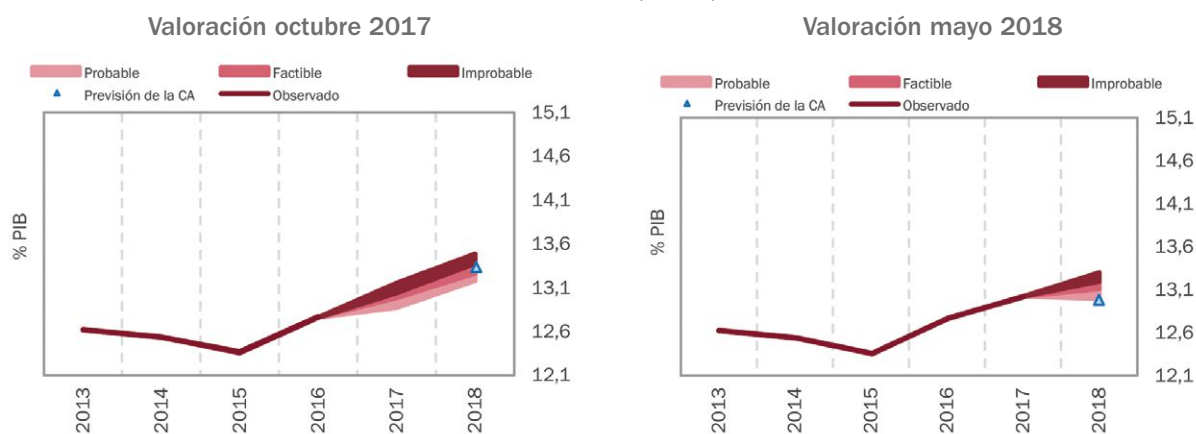 Valoración octubre 2017
Probable
Factible
Improbable
Previsión de la CA
Observado
15,1
14,6
14,1
13,6
13,1
12,6
12,1
% PIB
2013
2014
2015
2016
2017
2018
Valoración mayo 2018
Probable
Factible
Improbable
Previsión de la CA
Observado
15,1
14,6
14,1
13,6
13,1
12,6
12,1
% PIB
2013
2014
2015
2016
2017
2018